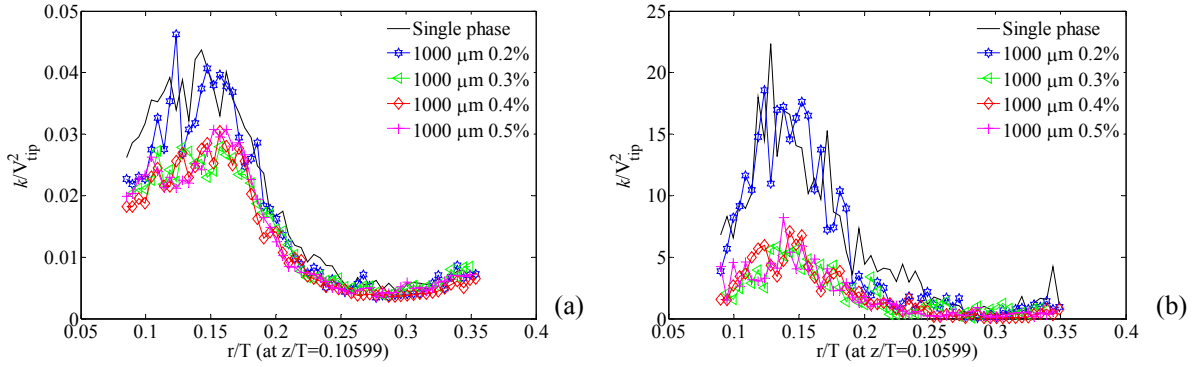 0.05
0.04
0.03
0.02
0.01
0
k/V²tip
0.05 0.1 0.15 0.2 0.25 0.3 0.35 0.4
r/T (at z/T=0.10599)
Single phase
1000 µm 0.2%
1000 µm 0.3%
1000 µm 0.4%
1000 µm 0.5%
(a)
25
20
15
10
5
0
k/V²tip
0.05 0.1 0.15 0.2 0.25 0.3 0.35 0.4
r/T (at z/T=0.10599)
Single phase
1000 µm 0.2%
1000 µm 0.3%
1000 µm 0.4%
1000 µm 0.5%
(b)